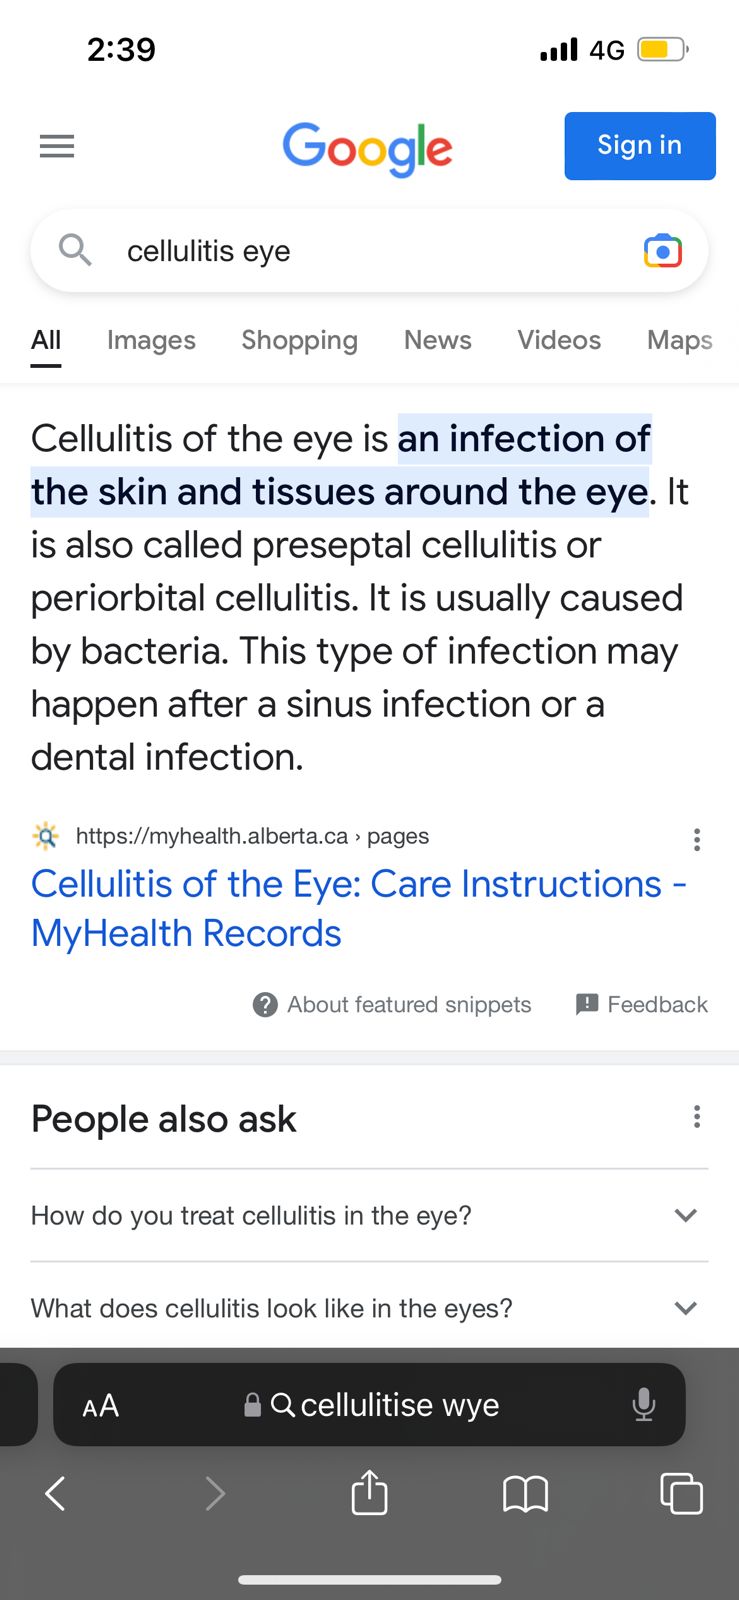 2:39
4G
Google
Sign in
cellulitis eye
All Images Shopping News Videos Maps
Cellulitis of the eye is an infection of
the skin and tissues around the eye. It
is also called preseptal cellulitis or
periorbital cellulitis. It is usually caused
by bacteria. This type of infection may
happen after a sinus infection or a
dental infection.
https://myhealth.alberta.ca › pages
Cellulitis of the Eye: Care Instructions -
MyHealth Records
About featured snippets Feedback
People also ask
How do you treat cellulitis in the eye?
What does cellulitis look like in the eyes?
AA cellulitise wye